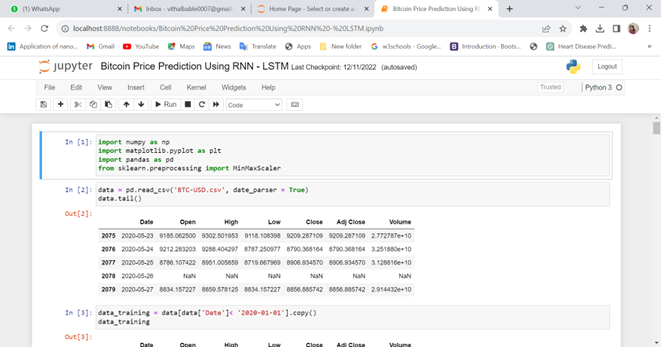 (1) WhatsApp
Inbox - vithalbable0007@gmail.
Home Page - Select or create a n
Bitcoin Price Prediction Using RN
localhost:8888/notebooks/Bitcoin%20Price%20Prediction%20Using%20RNN%20-%20LSTM.ipynb
Application of nano...
Gmail
YouTube
Maps
News
Translate
Apps
New folder
w3schools - Google...
Introduction · Boots...
Heart Disease Predi...
jupyter Bitcoin Price Prediction Using RNN - LSTM Last Checkpoint: 12/11/2022 (autosaved)
Logout
File Edit View Insert Cell Kernel Widgets Help
Trusted
Python 3
Run
Code
In [1]: import numpy as np
import matplotlib.pyplot as plt
import pandas as pd
from sklearn.preprocessing import MinMaxScaler
In [2]: data = pd.read_csv('BTC-USD.csv', date_parser = True)
data.tail()
Out[2]:
Date Open High Low Close Adj Close Volume
2075 2020-05-23 9185.062500 9302.501953 9118.108398 9209.287109 9209.287109 2.772787e+10
2076 2020-05-24 9212.283203 9288.404297 8787.250977 8790.368164 8790.368164 3.251880e+10
2077 2020-05-25 8786.107422 8951.005859 8719.667969 8906.934570 8906.934570 3.128816e+10
2078 2020-05-26 NaN NaN NaN NaN NaN NaN
2079 2020-05-27 8834.157227 8859.578125 8834.157227 8856.885742 8856.885742 2.914432e+10
In [3]: data_training = data[data['Date']< '2020-01-01'].copy()
data_training
Out[3]:
Date Open High Low Close Adj Close Volume